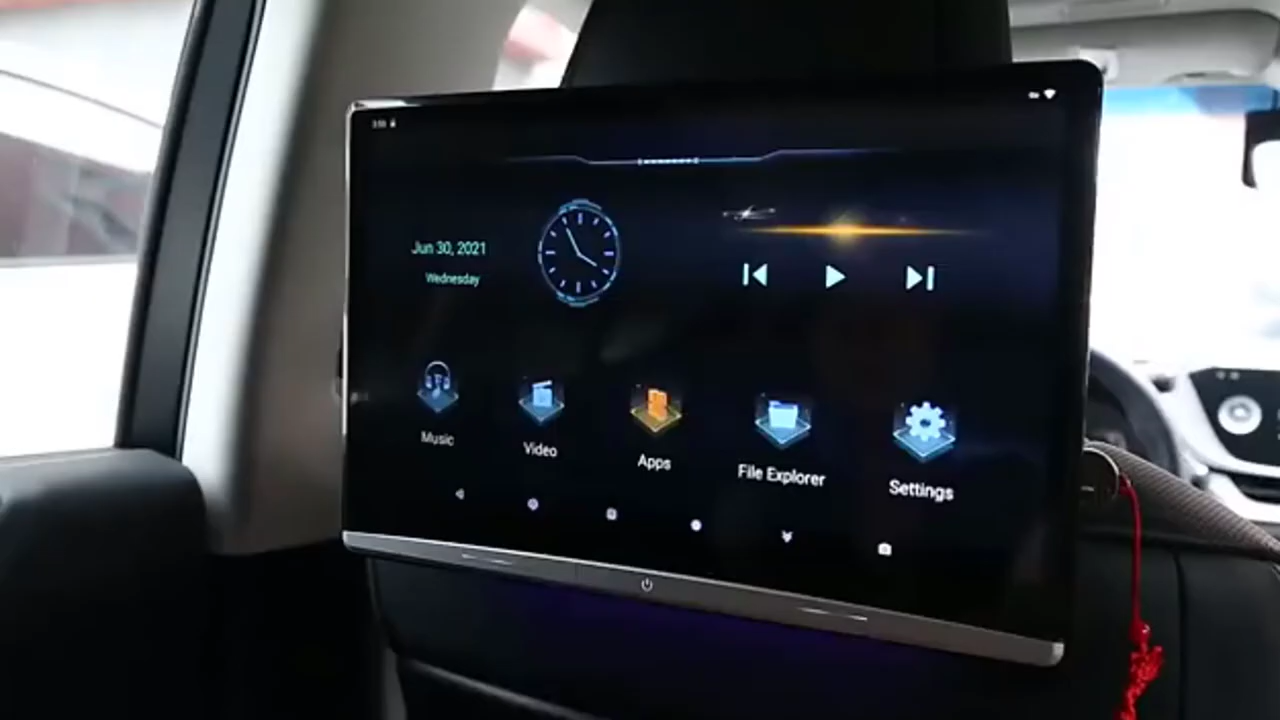 Jun 30, 2021
Wednesday
Music
Video
Apps
File Explorer
Settings